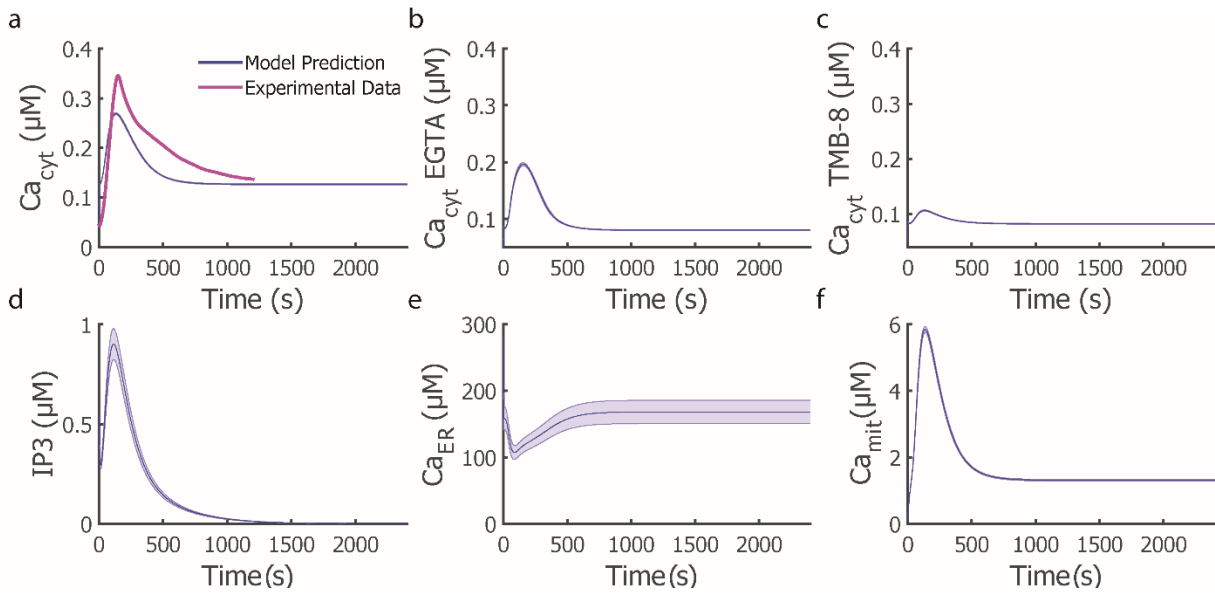 a
Model Prediction
Experimental Data
Ca_cyt (μM)
0.4
0.3
0.2
0.1
0
0 500 1000 1500 2000
Time (s)
b
Ca_cyt EGTA (μM)
0.4
0.3
0.2
0.1
0 500 1000 1500 2000
Time (s)
c
Ca_cyt TMB-8 (μM)
0.4
0.3
0.2
0.1
0 500 1000 1500 2000
Time (s)
d
IP3 (μM)
1
0.5
0
0 500 1000 1500 2000
Time(s)
e
Ca_ER (μM)
300
200
100
0
0 500 1000 1500 2000
Time(s)
f
Ca_mit(μM)
6
4
2
0
0 500 1000 1500 2000
Time(s)